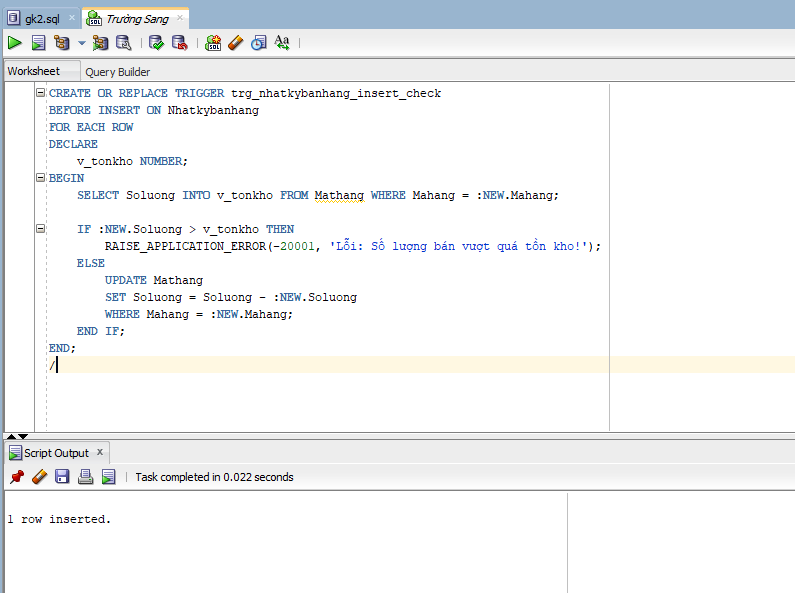 gk2.sql
Trường Sang
Worksheet Query Builder
CREATE OR REPLACE TRIGGER trg_nhatkybanhang_insert_check
BEFORE INSERT ON Nhatkybanhang
FOR EACH ROW
DECLARE
    v_tonkho NUMBER;
BEGIN
    SELECT Soluong INTO v_tonkho FROM Mathang WHERE Mahang = :NEW.Mahang;
    IF :NEW.Soluong > v_tonkho THEN
        RAISE_APPLICATION_ERROR(-20001, 'Lỗi: Số lượng bán vượt quá tồn kho!');
    ELSE
        UPDATE Mathang
        SET Soluong = Soluong - :NEW.Soluong
        WHERE Mahang = :NEW.Mahang;
    END IF;
END;
/
Script Output
Task completed in 0.022 seconds
1 row inserted.